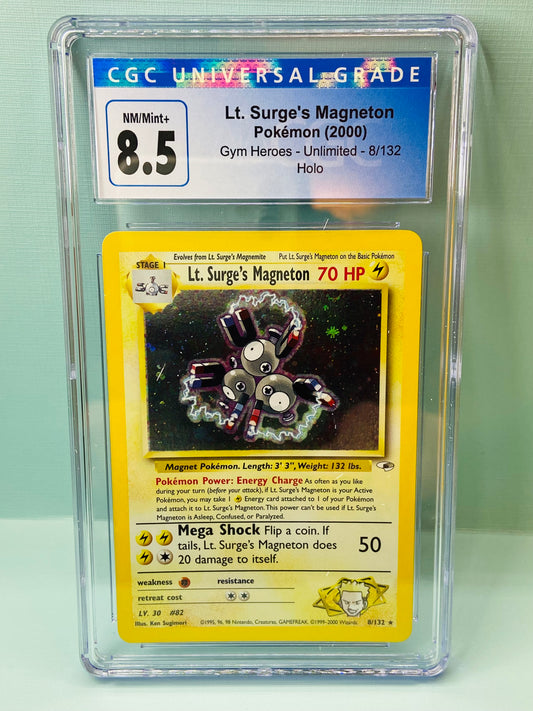 CGC UNIVERSAL GRADE
NM/Mint+
8.5
Lt. Surge's Magneton
Pokémon (2000)
Gym Heroes - Unlimited - 8/132
Holo
Evolves from Lt. Surge's Magnemite
Put Lt. Surge's Magneton on the Basic Pokémon
STAGE 1
Lt. Surge's Magneton 70 HP
Magnet Pokémon. Length: 3' 3", Weight: 132 lbs.
Pokémon Power: Energy Charge As often as you like
during your turn (before your attack), if Lt. Surge's Magneton is your Active
Pokémon, you may take 1 Energy card attached to 1 of your Pokémon
and attach it to Lt. Surge's Magneton. This power can't be used if Lt. Surge's
Magneton is Asleep, Confused, or Paralyzed.
Mega Shock Flip a coin. If
tails, Lt. Surge's Magneton does
20 damage to itself.
50
weakness
resistance
retreat cost
LV. 30 #82
Illus. Ken Sugimori
©1995, 96, 98 Nintendo, Creatures, GAMEFREAK. ©1999-2000 Wizards.
8/132 ★